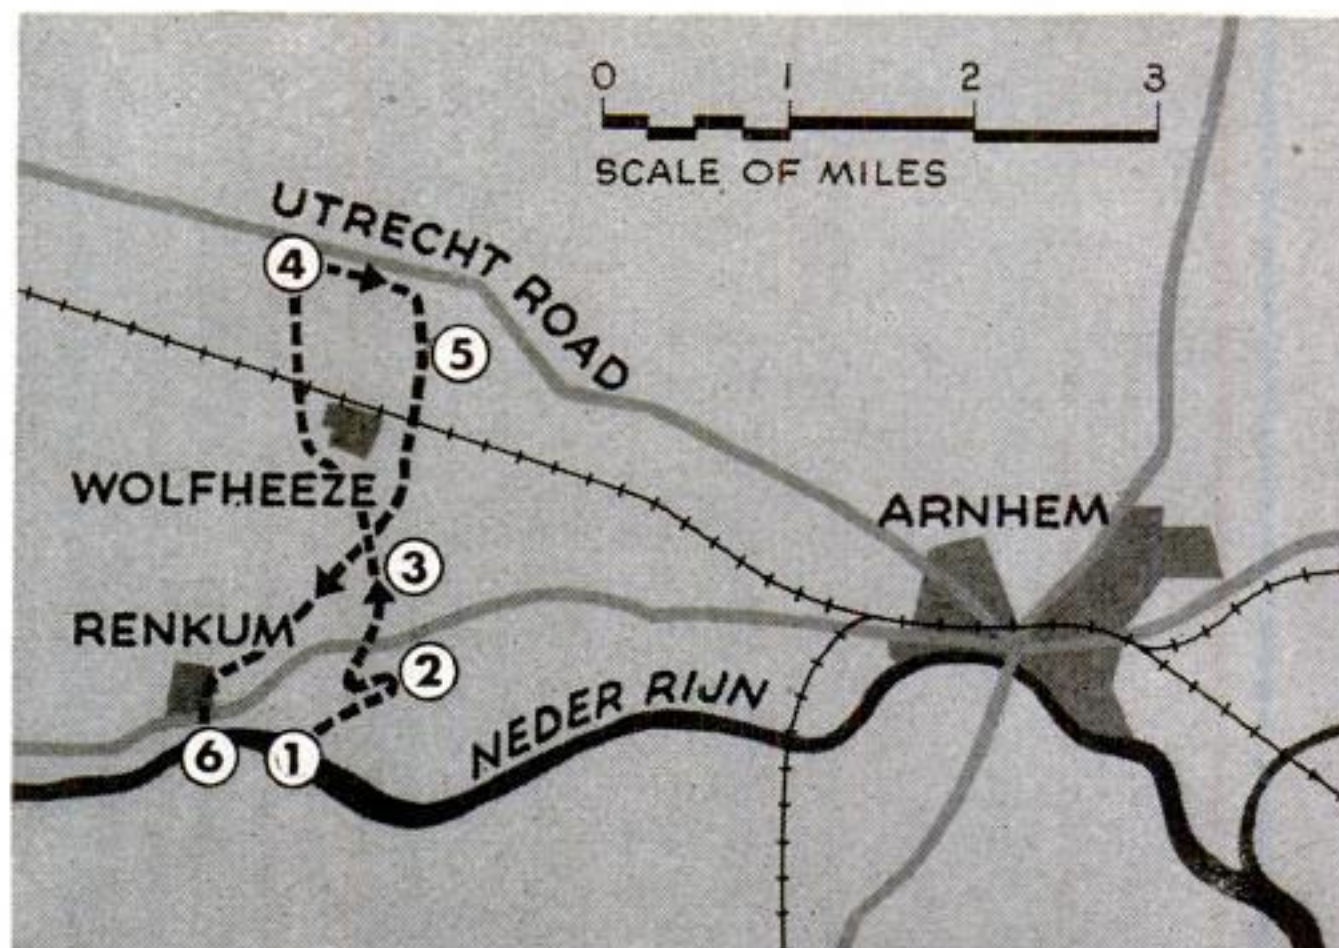 0 1 2 3
SCALE OF MILES
UTRECHT ROAD
4
5
WOLFHEEZE
ARNHEM
3
RENKUM
2
NEDER RIJN
6
1